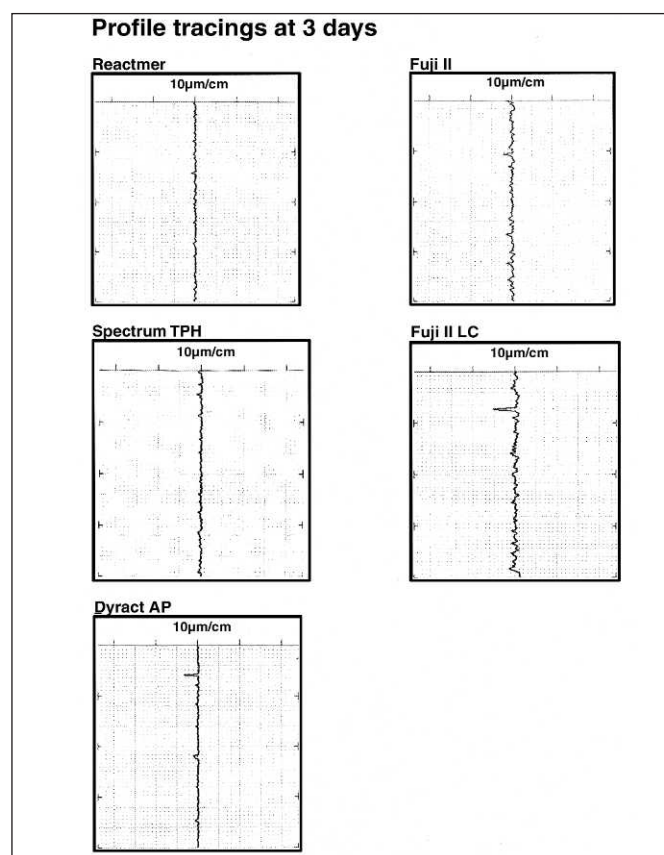 Profile tracings at 3 days
Reactmer
10µm/cm
Fuji II
10µm/cm
Spectrum TPH
10µm/cm
Fuji II LC
10µm/cm
Dyract AP
10µm/cm